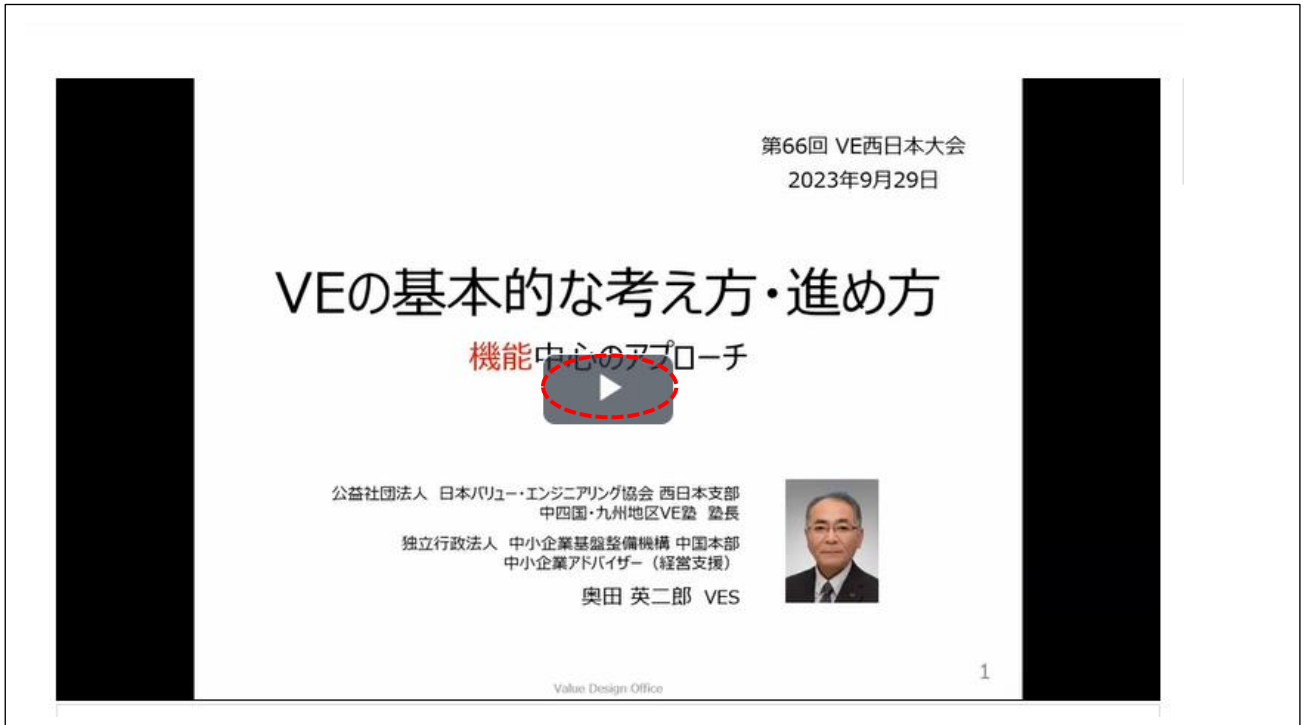 第66回 VE西日本大会
2023年9月29日
VEの基本的な考え方・進め方
機能中心のアプローチ
公益社団法人 日本バリュー・エンジニアリング協会 西日本支部
中四国・九州地区VE塾 塾長
独立行政法人 中小企業基盤整備機構 中国本部
中小企業アドバイザー（経営支援）
奥田 英二郎 VES
Value Design Office
1